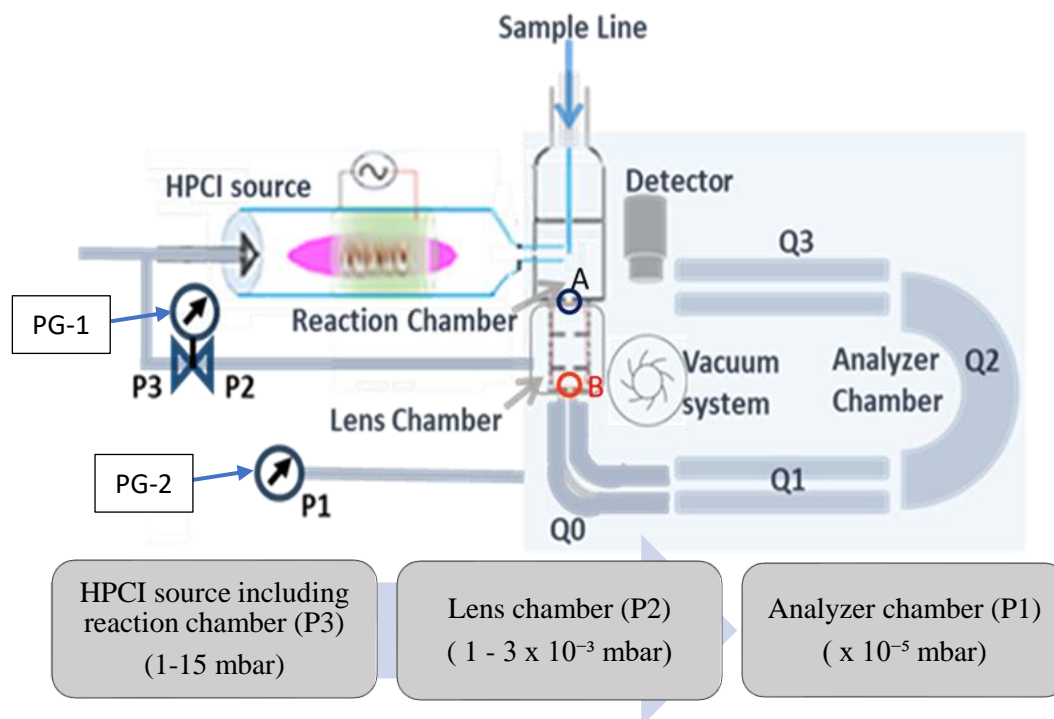 Sample Line
HPCI source
Detector
Q3
A
Reaction Chamber
PG-1
P3
P2
Vacuum
system
Analyzer
Chamber
Q2
B
Lens Chamber
PG-2
P1
Q1
Q0
HPCI source including
reaction chamber (P3)
(1-15 mbar)
Lens chamber (P2)
( 1 - 3 x 10⁻³ mbar)
Analyzer chamber (P1)
( x 10⁻⁵ mbar)